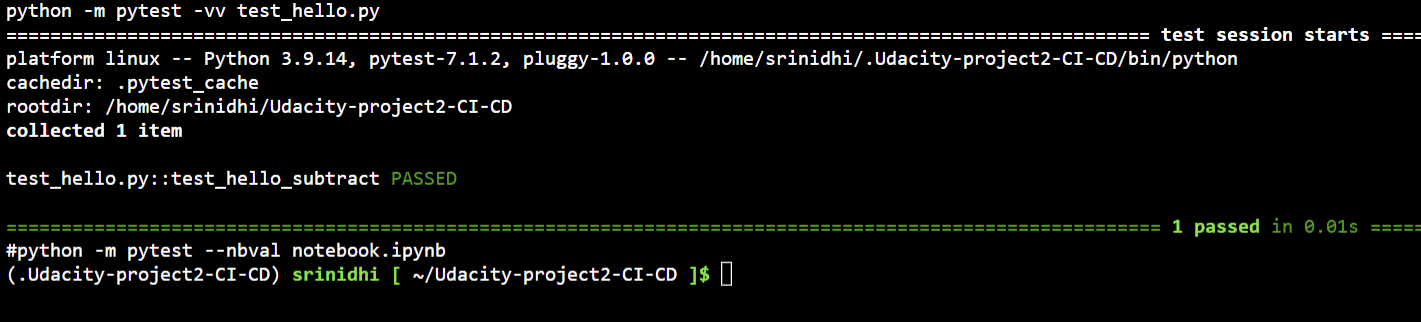 python -m pytest -vv test_hello.py
======================================================================================================== test session starts ====
platform linux -- Python 3.9.14, pytest-7.1.2, pluggy-1.0.0 -- /home/srinidhi/.Udacity-project2-CI-CD/bin/python
cachedir: .pytest_cache
rootdir: /home/srinidhi/Udacity-project2-CI-CD
collected 1 item
test_hello.py::test_hello_subtract PASSED
========================================================================================================= 1 passed in 0.01s =====
#python -m pytest --nbval notebook.ipynb
(.Udacity-project2-CI-CD) srinidhi [ ~/Udacity-project2-CI-CD ]$